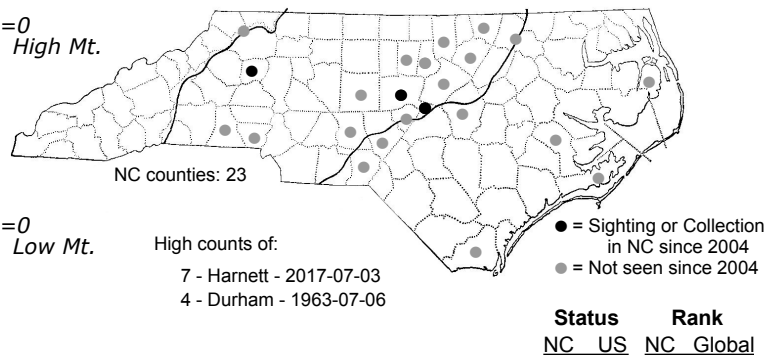 =0
High Mt.
NC counties: 23
=0
Low Mt.
High counts of:
7 - Harnett - 2017-07-03
4 - Durham - 1963-07-06
● = Sighting or Collection
in NC since 2004
● = Not seen since 2004
Status Rank
NC US NC Global